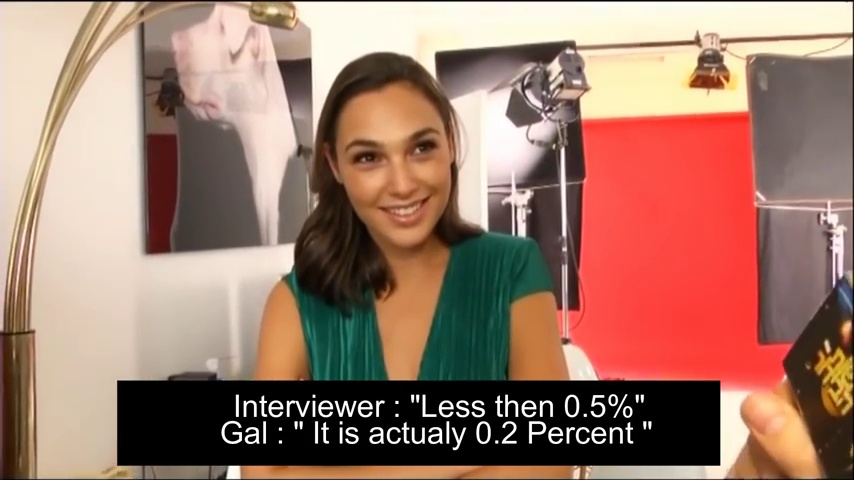 Interviewer : "Less then 0.5%"
Gal : " It is actualy 0.2 Percent "